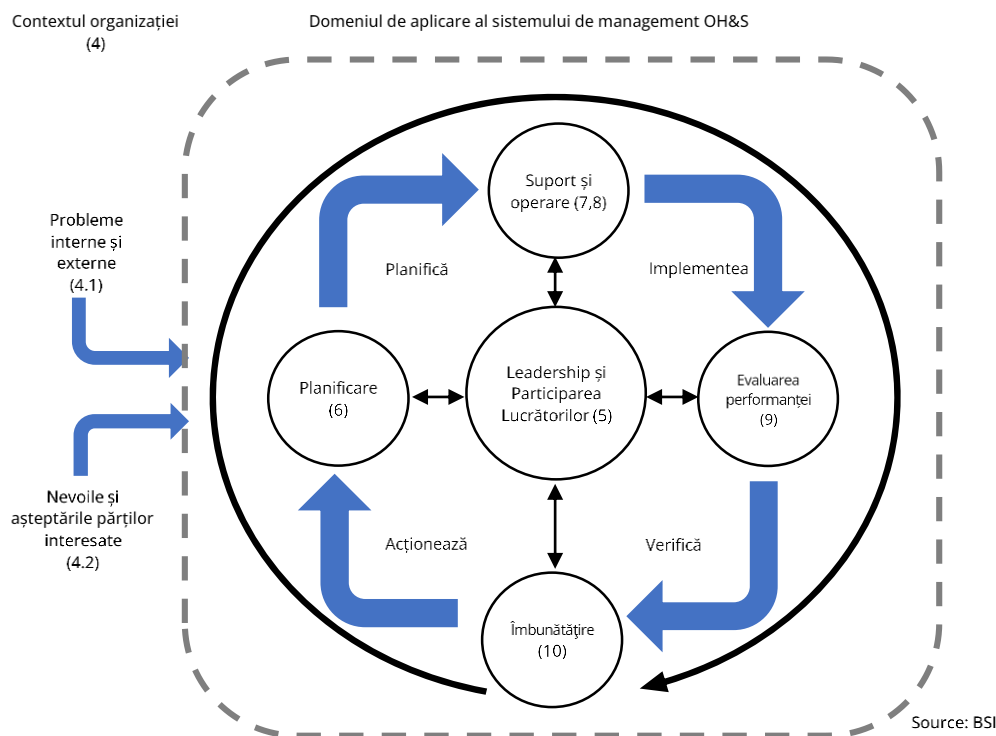 Contextul organizației
(4)
Domeniul de aplicare al sistemului de management OH&S
Suport și
operare (7,8)
Planifică
Implementea
Probleme
interne și
externe
(4.1)
Planificare
(6)
Leadership și
Participarea
Lucrătorilor (5)
Evaluarea
performanței
(9)
Nevoile și
așteptările părților
interesate
(4.2)
Acționează
Verifică
Îmbunătăţire
(10)
Source: BSI